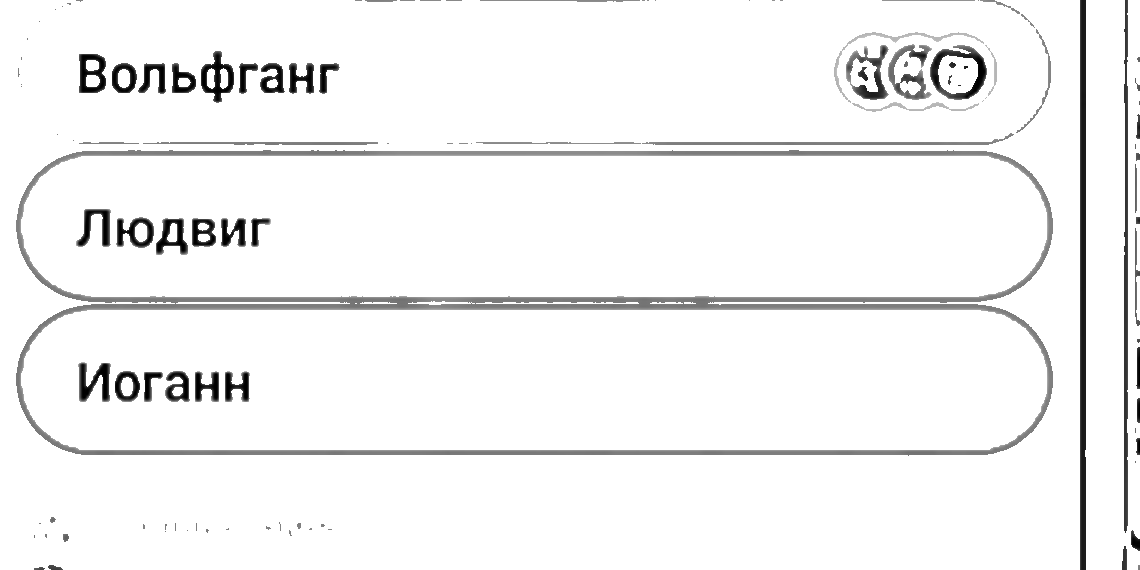 Вольфганг
Людвиг
Иоганн